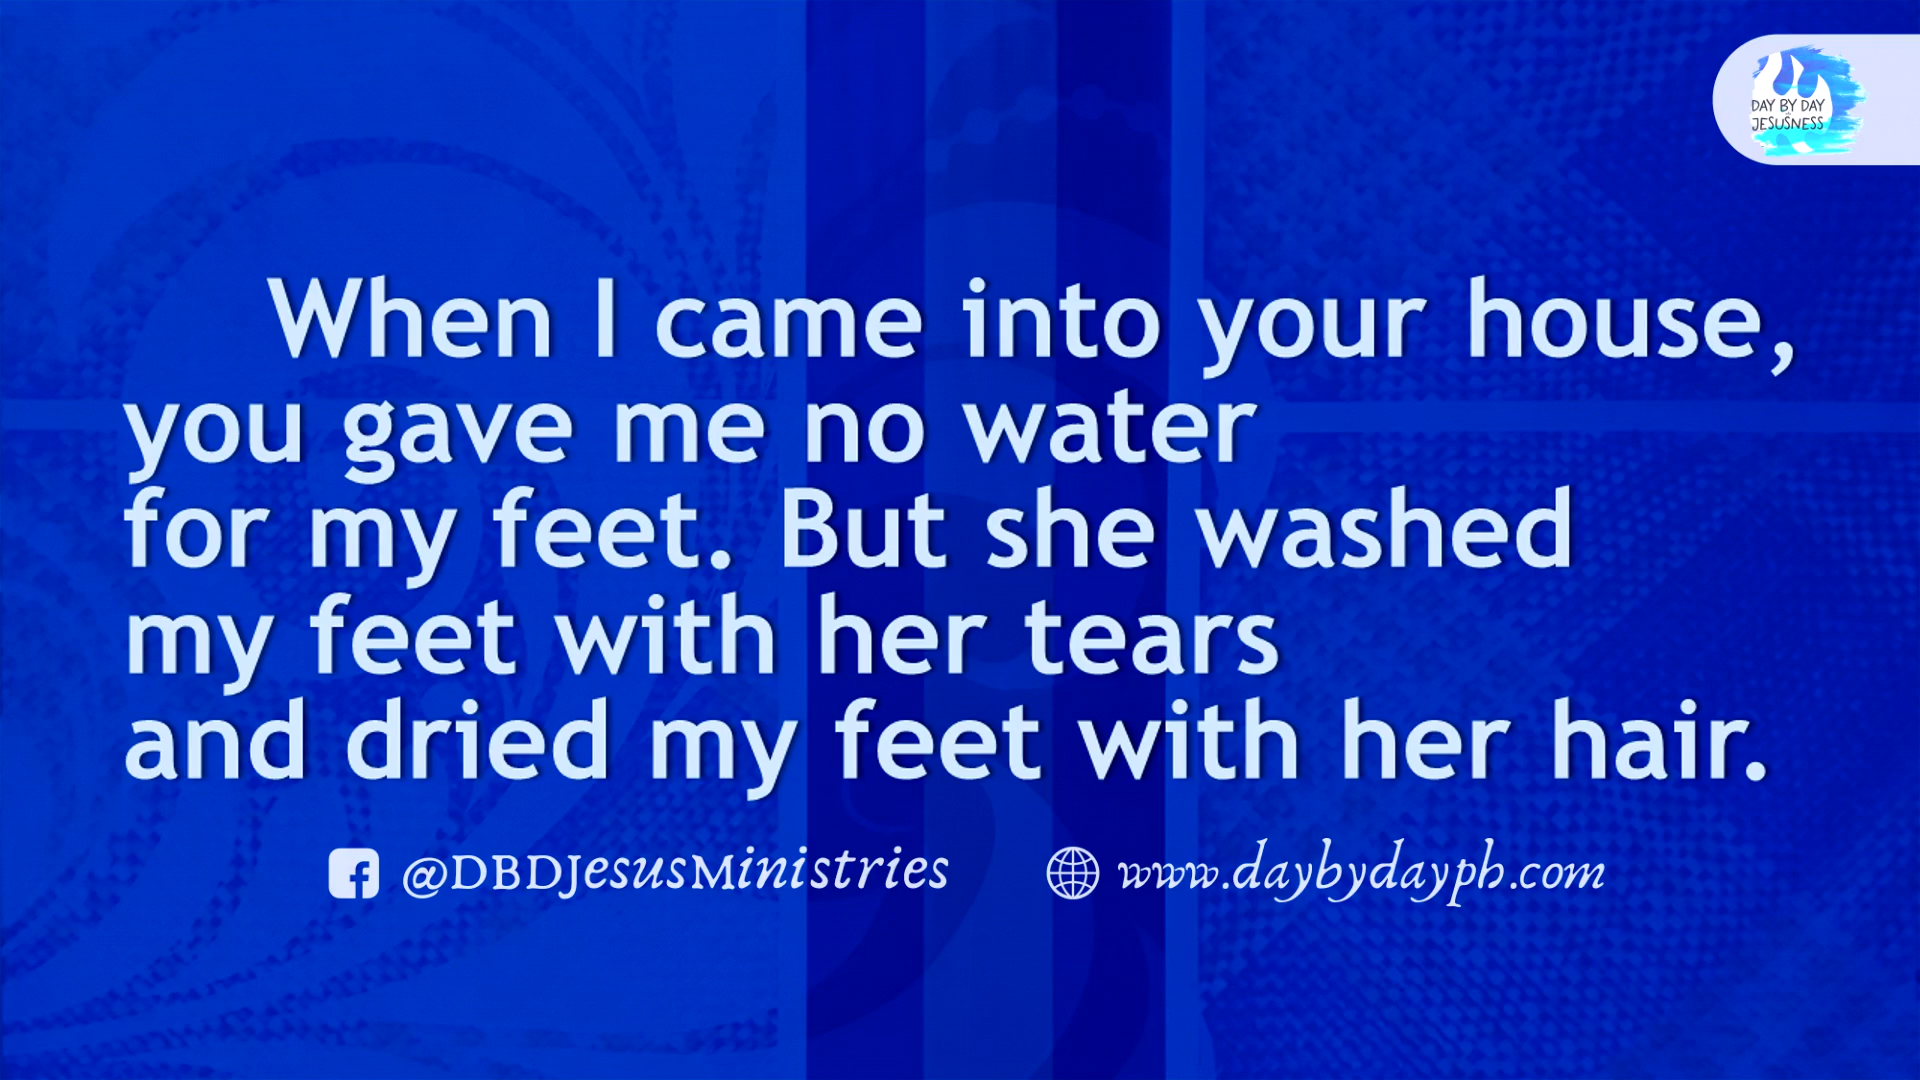 DAY BY DAY
JESUSNESS
When I came into your house,
you gave me no water
for my feet. But she washed
my feet with her tears
and dried my feet with her hair.
@DBDJesusMinistries
www.daybydayph.com